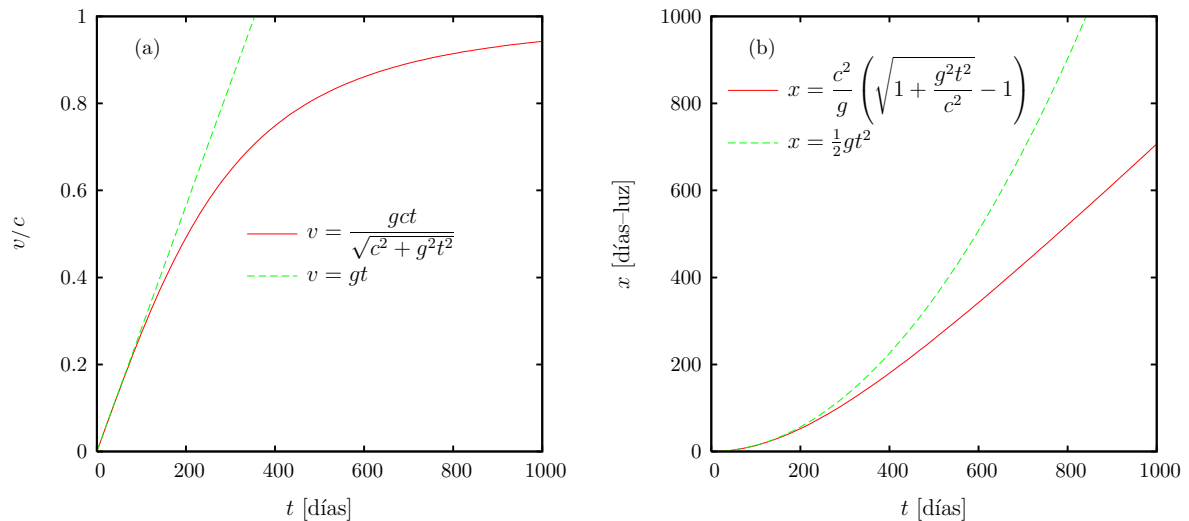 (a)
1
0.8
0.6
0.4
0.2
0
v/c
v = gct / √(c² + g²t²)
v = gt
0 200 400 600 800 1000
t [días]
(b)
1000
800
600
400
200
0
x [días–luz]
x = c²/g (√(1 + g²t²/c²) − 1)
x = ½gt²
0 200 400 600 800 1000
t [días]